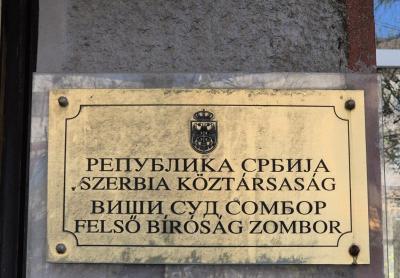 РЕПУБЛИКА СРБИЈА
SZERBIA KÖZTÁRSASÁG
ВИШИ СУД СОМБОР
FELSŐ BÍRÓSÁG ZOMBOR